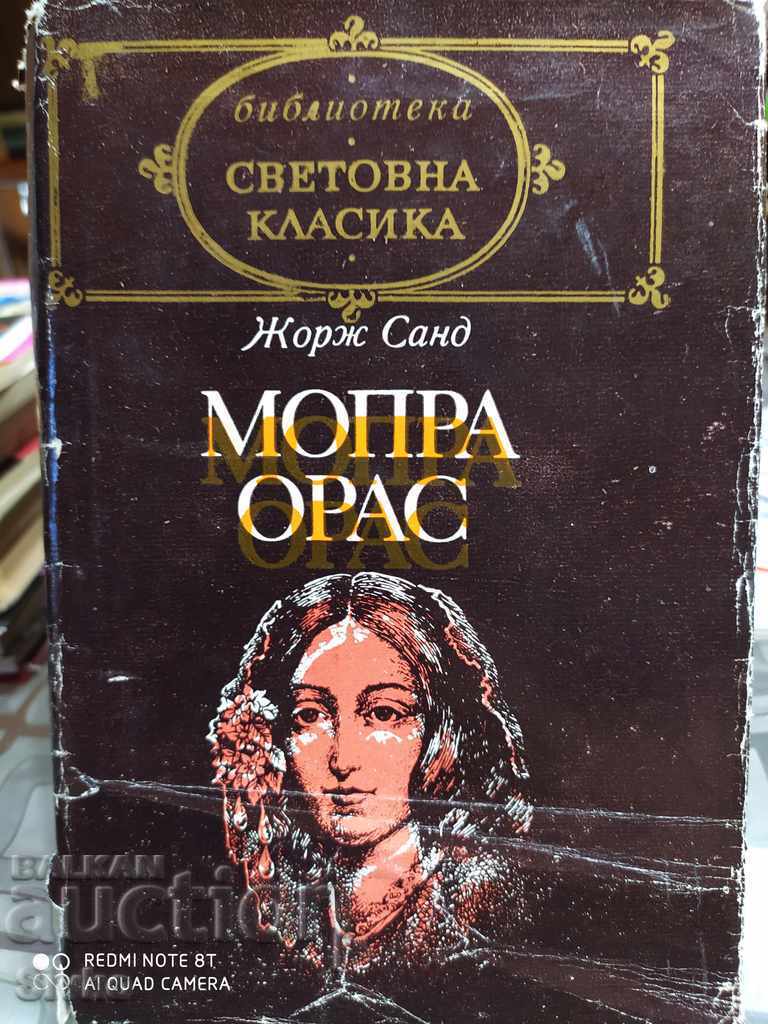 библиотека
СВЕТОВНА
КЛАСИКА
Жорж Санд
МОПРА
ОРАС
BALKAN
auction
REDMI NOTE 8T
AI QUAD CAMERA